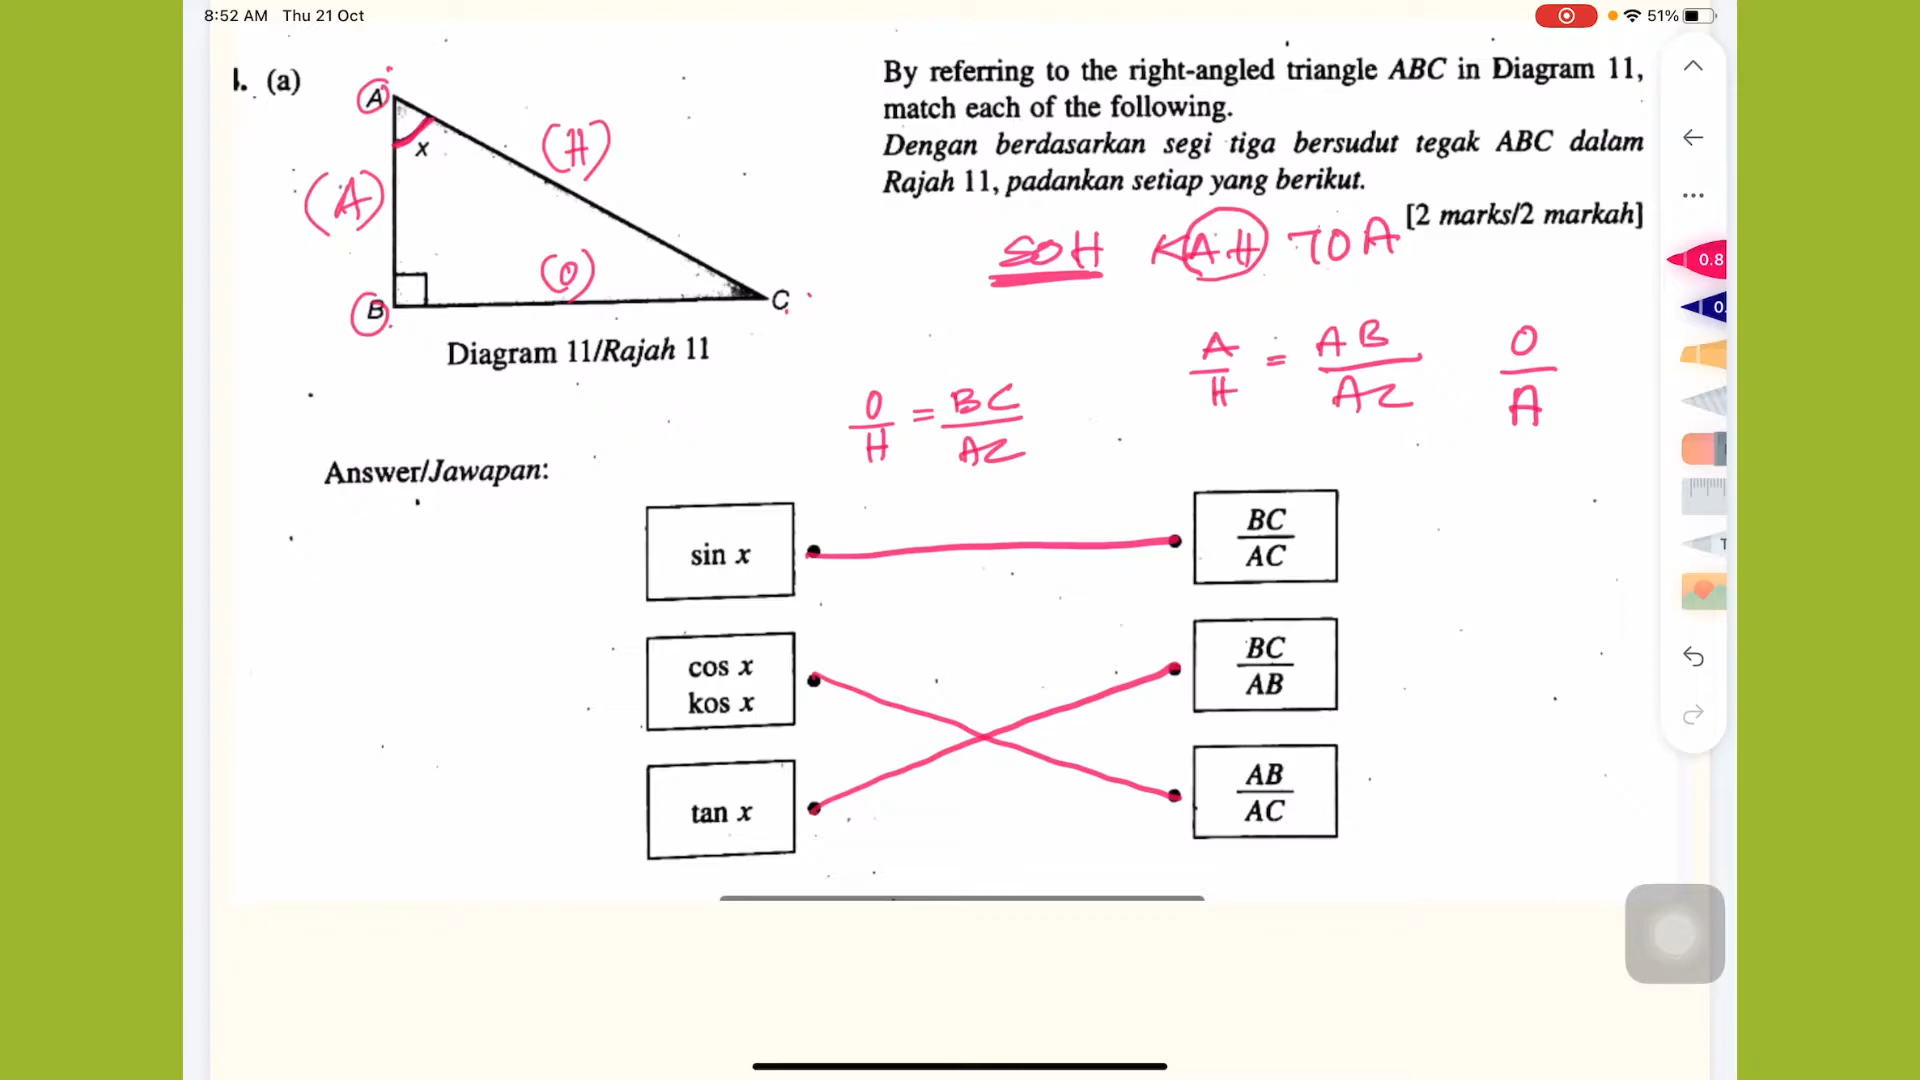 8:52 AM Thu 21 Oct
51%
(a)
A
x
(H)
(A)
(O)
B
C
Diagram 11/Rajah 11
By referring to the right-angled triangle ABC in Diagram 11,
match each of the following.
Dengan berdasarkan segi tiga bersudut tegak ABC dalam
Rajah 11, padankan setiap yang berikut.
[2 marks/2 markah]
SOH KAH TOA
O/H = BC/AC
A/H = AB/AC
O/A
Answer/Jawapan:
sin x
BC/AC
cos x
kos x
BC/AB
tan x
AB/AC
0.8